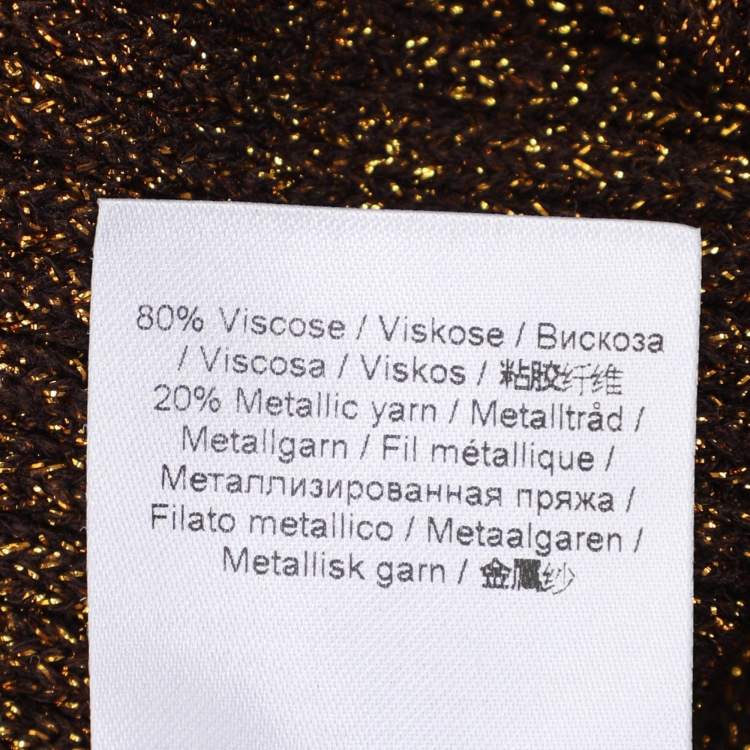 80% Viscose / Viskose / Вискоза
/ Viscosa / Viskos / 粘胶纤维
20% Metallic yarn / Metalltråd /
Metallgarn / Fil métallique /
Металлизированная пряжа /
Filato metallico / Metaalgaren /
Metallisk garn / 金属纱